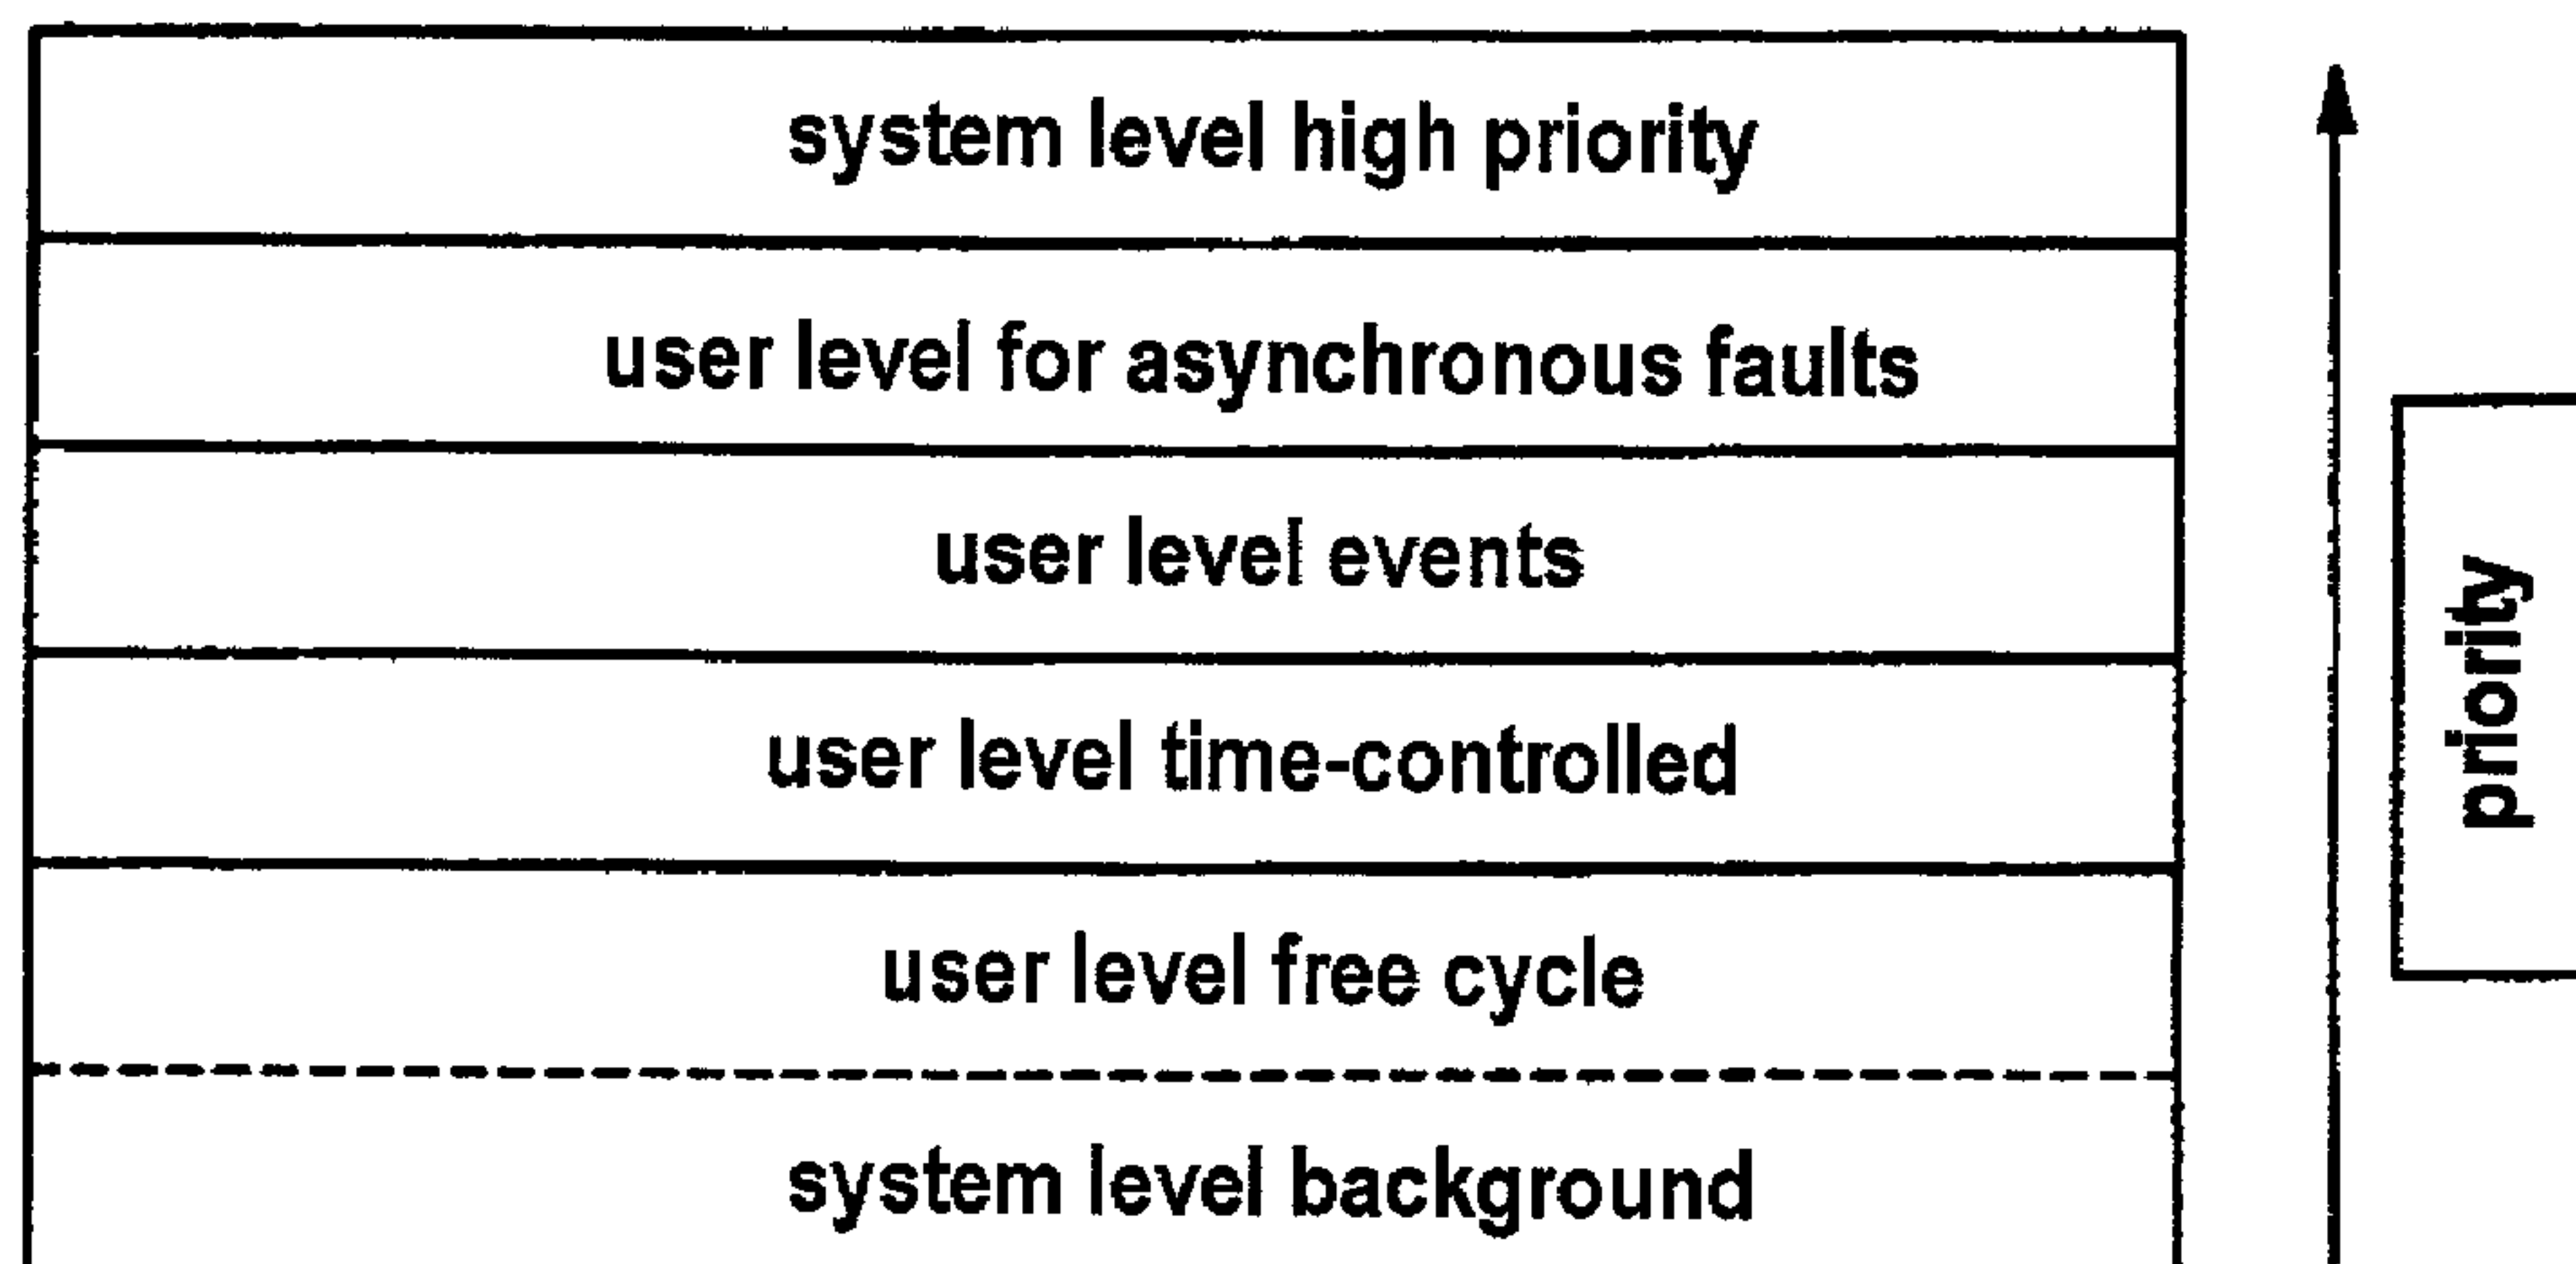 system level high priority
user level for asynchronous faults
user level events
user level time-controlled
user level free cycle
system level background
priority